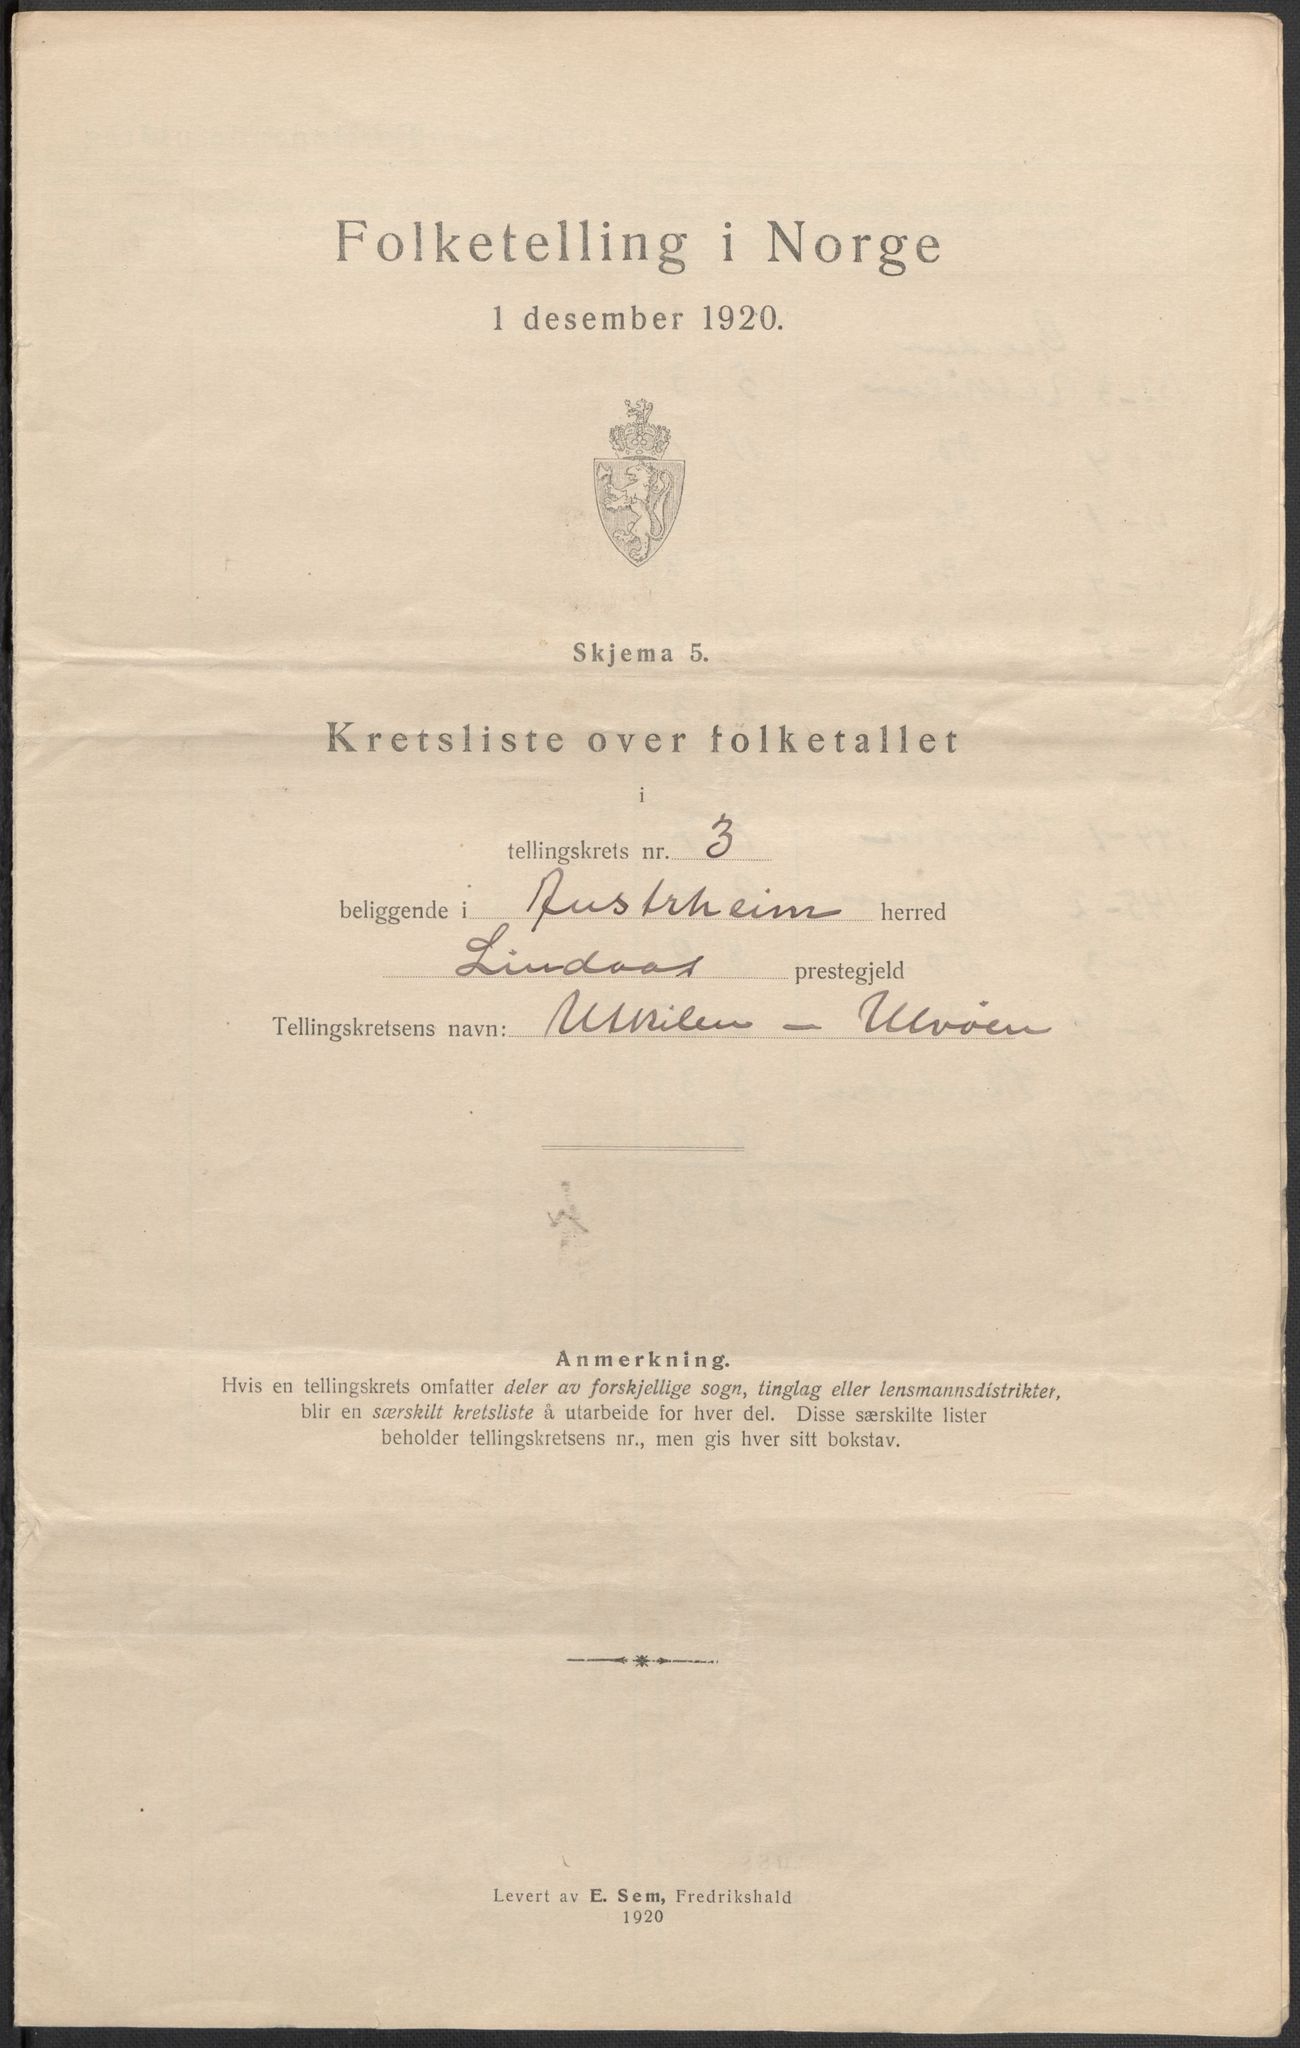 Folketelling i Norge
1 desember 1920.
Skjema 5.
Kretsliste over folketallet
i
tellingskrets nr. 3
beliggende i Austrheim herred
Lindaas prestegjeld
Tellingskretsens navn: Utkilen – Ulvøen
Anmerkning.
Hvis en tellingskrets omfatter deler av forskjellige sogn, tinglag eller lensmannsdistrikter,
blir en særskilt kretsliste å utarbeide for hver del. Disse særskilte lister
beholder tellingskretsens nr., men gis hver sitt bokstav.
Levert av E. Sem, Fredrikshald
1920